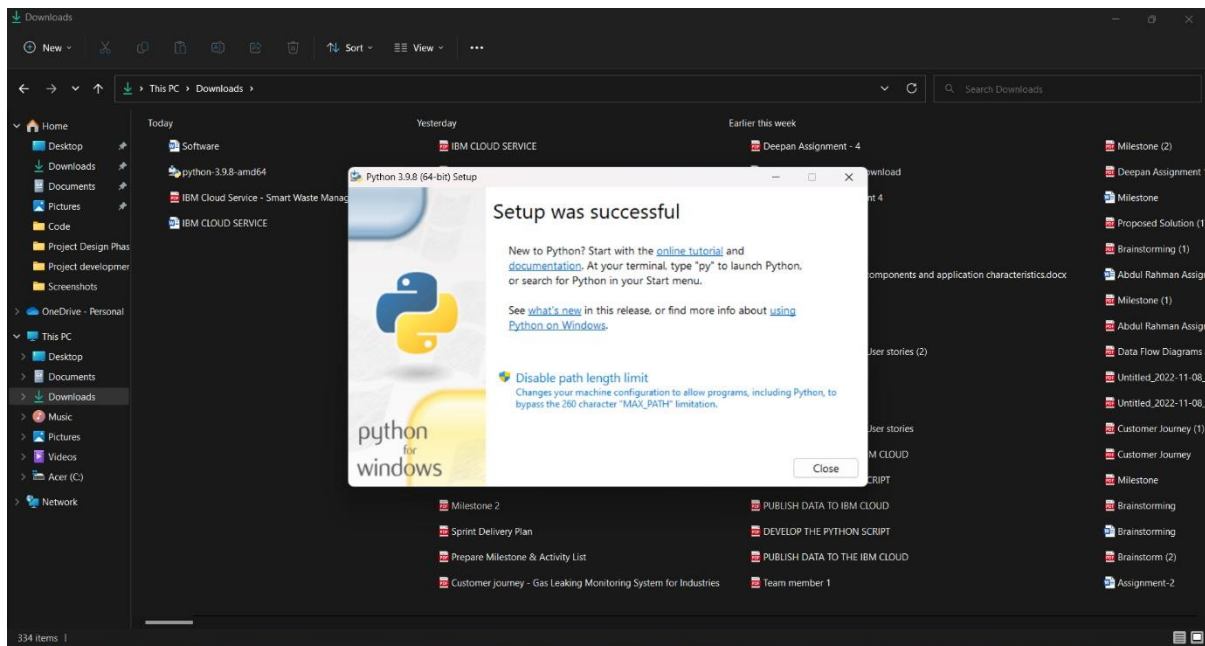 Downloads
New
Sort
View
This PC > Downloads >
Search Downloads
Home
Desktop
Downloads
Documents
Pictures
Code
Project Design Phas
Project developmer
Screenshots
OneDrive - Personal
This PC
Desktop
Documents
Downloads
Music
Pictures
Videos
Acer (C:)
Network
Today
Software
python-3.9.8-amd64
IBM Cloud Service - Smart Waste Manag
IBM CLOUD SERVICE
Yesterday
IBM CLOUD SERVICE
Milestone 2
Sprint Delivery Plan
Prepare Milestone & Activity List
Customer journey - Gas Leaking Monitoring System for Industries
Earlier this week
Deepan Assignment - 4
wnload
nt 4
omponents and application characteristics.docx
User stories (2)
User stories
M CLOUD
CRIPT
PUBLISH DATA TO IBM CLOUD
DEVELOP THE PYTHON SCRIPT
PUBLISH DATA TO THE IBM CLOUD
Team member 1
Milestone (2)
Deepan Assignment
Milestone
Proposed Solution (1
Brainstorming (1)
Abdul Rahman Assig
Milestone (1)
Abdul Rahman Assig
Data Flow Diagrams
Untitled_2022-11-08_
Untitled_2022-11-08_
Customer Journey (1)
Customer Journey
Milestone
Brainstorming
Brainstorming
Brainstorm (2)
Assignment-2
Python 3.9.8 (64-bit) Setup
Setup was successful
New to Python? Start with the online tutorial and
documentation. At your terminal, type "py" to launch Python,
or search for Python in your Start menu.
See what's new in this release, or find more info about using
Python on Windows.
Disable path length limit
Changes your machine configuration to allow programs, including Python, to
bypass the 260 character "MAX_PATH" limitation.
python
for
windows
Close
334 items